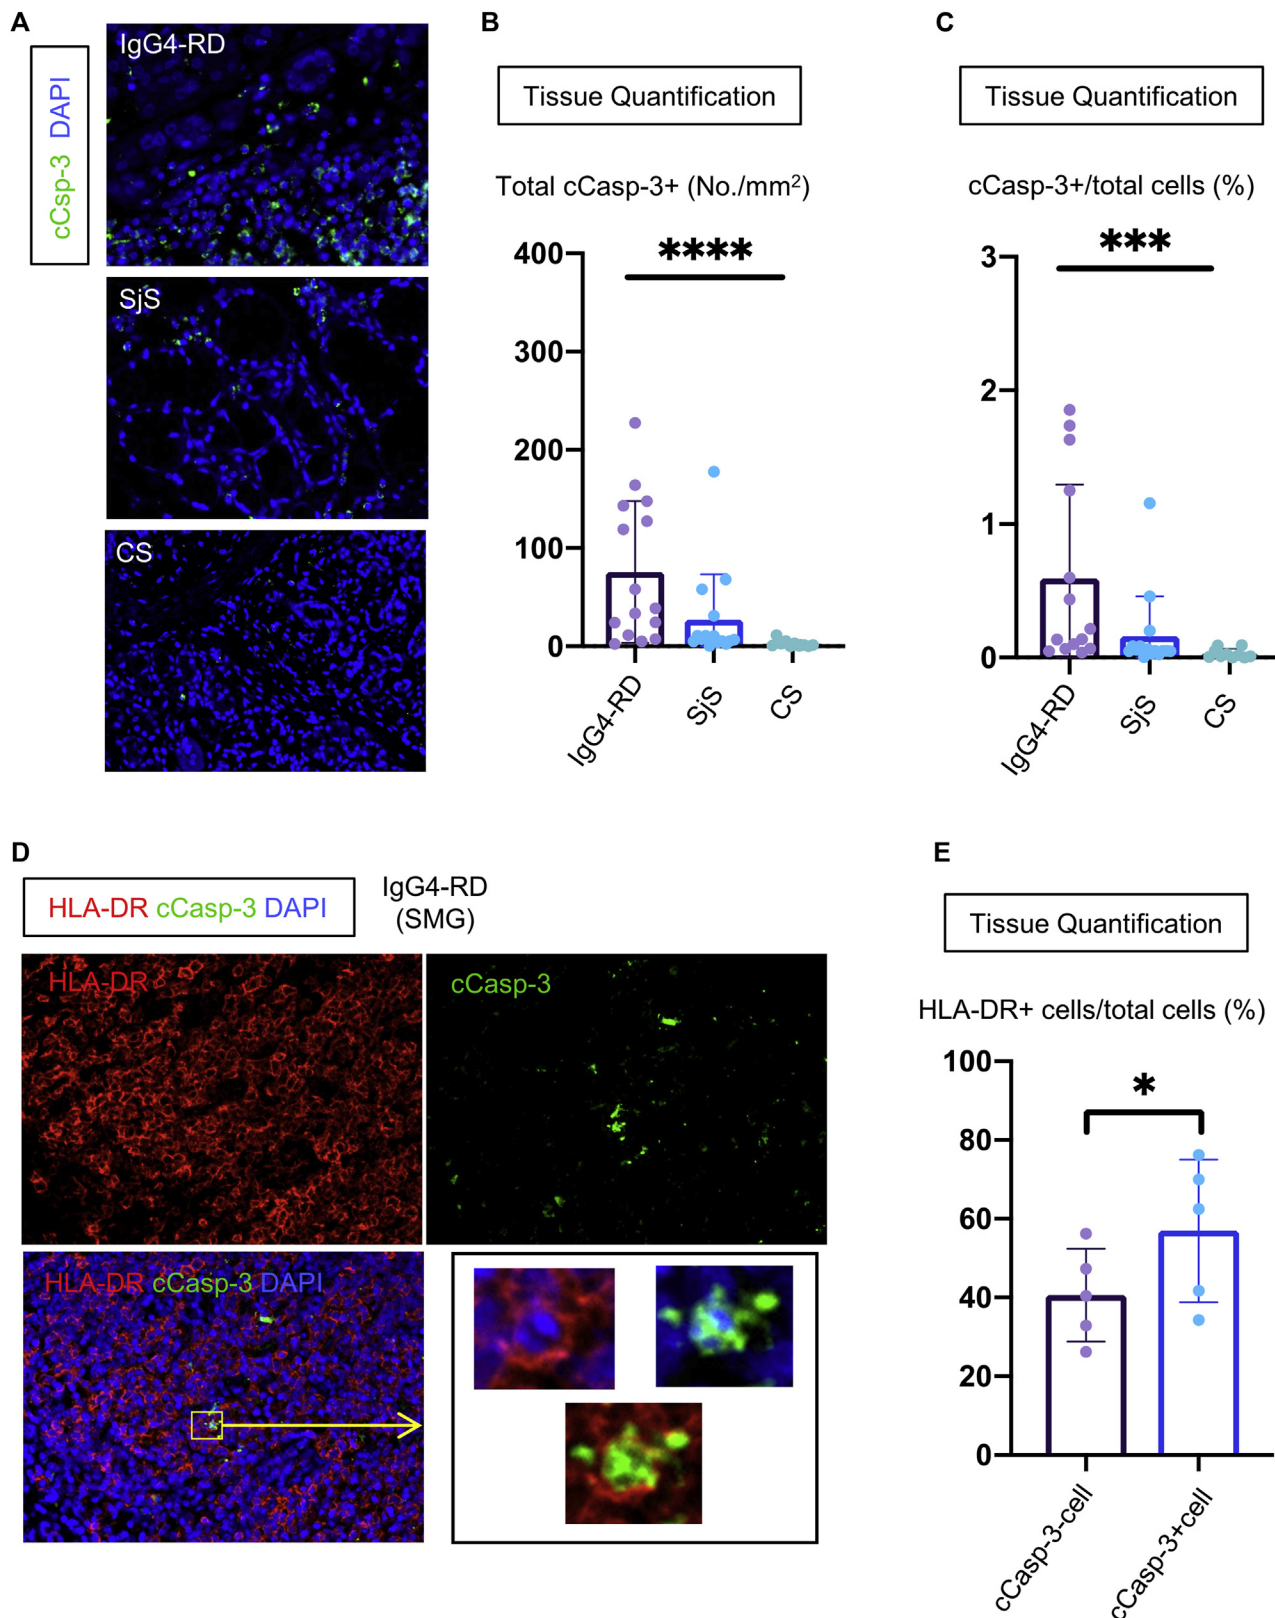 A
cCsp-3 DAPI
IgG4-RD
SjS
CS
B
Tissue Quantification
Total cCasp-3+ (No./mm²)
****
400
300
200
100
0
IgG4-RD
SjS
CS
C
Tissue Quantification
cCasp-3+/total cells (%)
***
3
2
1
0
IgG4-RD
SjS
CS
D
HLA-DR cCasp-3 DAPI
IgG4-RD
(SMG)
HLA-DR
cCasp-3
HLA-DR cCasp-3 DAPI
E
Tissue Quantification
HLA-DR+ cells/total cells (%)
*
100
80
60
40
20
0
cCasp-3-cell
cCasp-3+cell